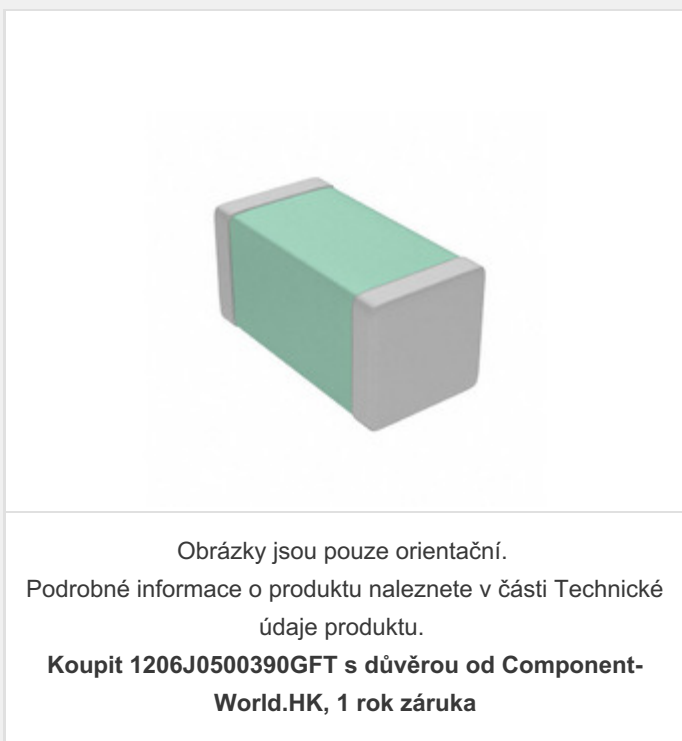 Obrázky jsou pouze orientační.
Podrobné informace o produktu naleznete v části Technické
údaje produktu.
Koupit 1206J0500390GFT s důvěrou od Component-
World.HK, 1 rok záruka